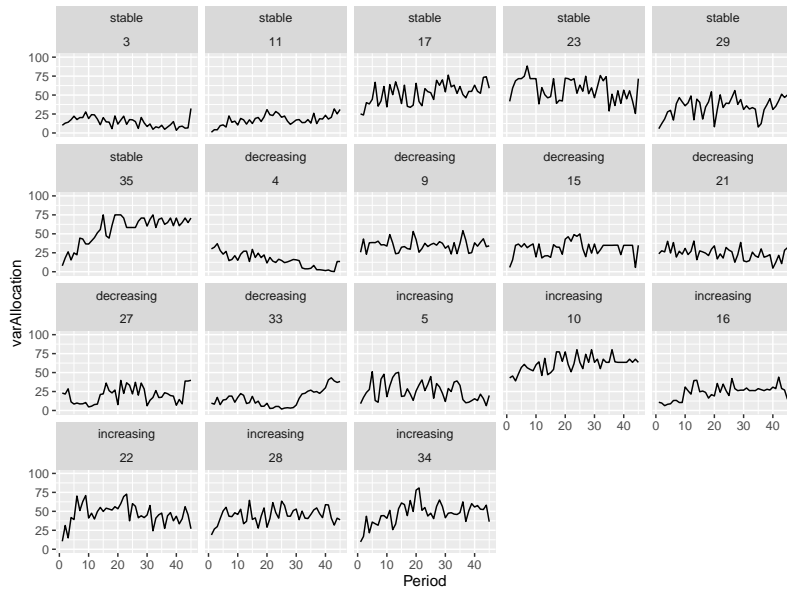 stable stable stable stable stable
3 11 17 23 29
100
75
50
25
0
stable decreasing decreasing decreasing decreasing
35 4 9 15 21
100
75
50
25
0
decreasing decreasing increasing increasing increasing
27 33 5 10 16
100
75
50
25
0
0 10 20 30 40 0 10 20 30 40
increasing increasing increasing
22 28 34
100
75
50
25
0
0 10 20 30 40 0 10 20 30 40 0 10 20 30 40
Period
varAllocation